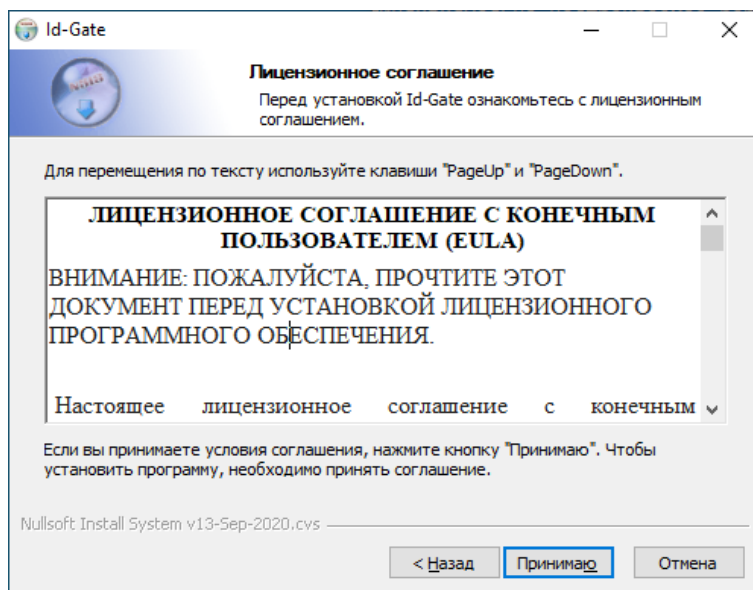 Id-Gate
Лицензионное соглашение
Перед установкой Id-Gate ознакомьтесь с лицензионным
соглашением.
Для перемещения по тексту используйте клавиши "PageUp" и "PageDown".
ЛИЦЕНЗИОННОЕ СОГЛАШЕНИЕ С КОНЕЧНЫМ
ПОЛЬЗОВАТЕЛЕМ (EULA)
ВНИМАНИЕ: ПОЖАЛУЙСТА, ПРОЧТИТЕ ЭТОТ
ДОКУМЕНТ ПЕРЕД УСТАНОВКОЙ ЛИЦЕНЗИОННОГО
ПРОГРАММНОГО ОБЕСПЕЧЕНИЯ.
Настоящее лицензионное соглашение с конечным
Если вы принимаете условия соглашения, нажмите кнопку "Принимаю". Чтобы
установить программу, необходимо принять соглашение.
Nullsoft Install System v13-Sep-2020.cvs
< Назад Принимаю Отмена